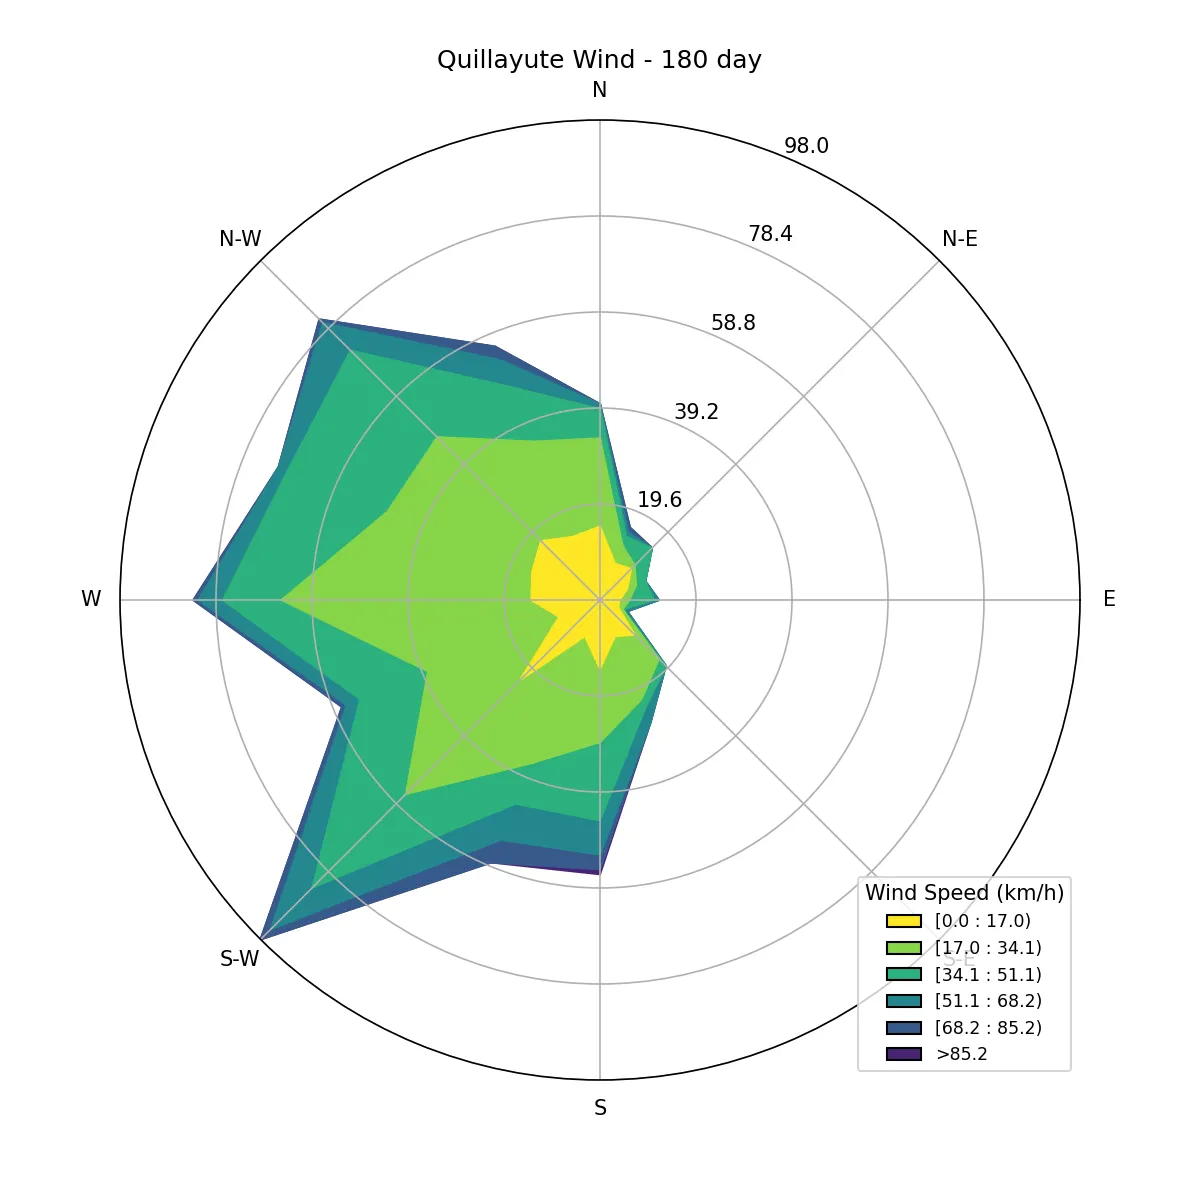 Quillayute Wind - 180 day
N
98.0
78.4
N-W
N-E
58.8
39.2
19.6
W
E
S-W
S-E
S
Wind Speed (km/h)
[0.0 : 17.0)
[17.0 : 34.1)
[34.1 : 51.1)
[51.1 : 68.2)
[68.2 : 85.2)
>85.2